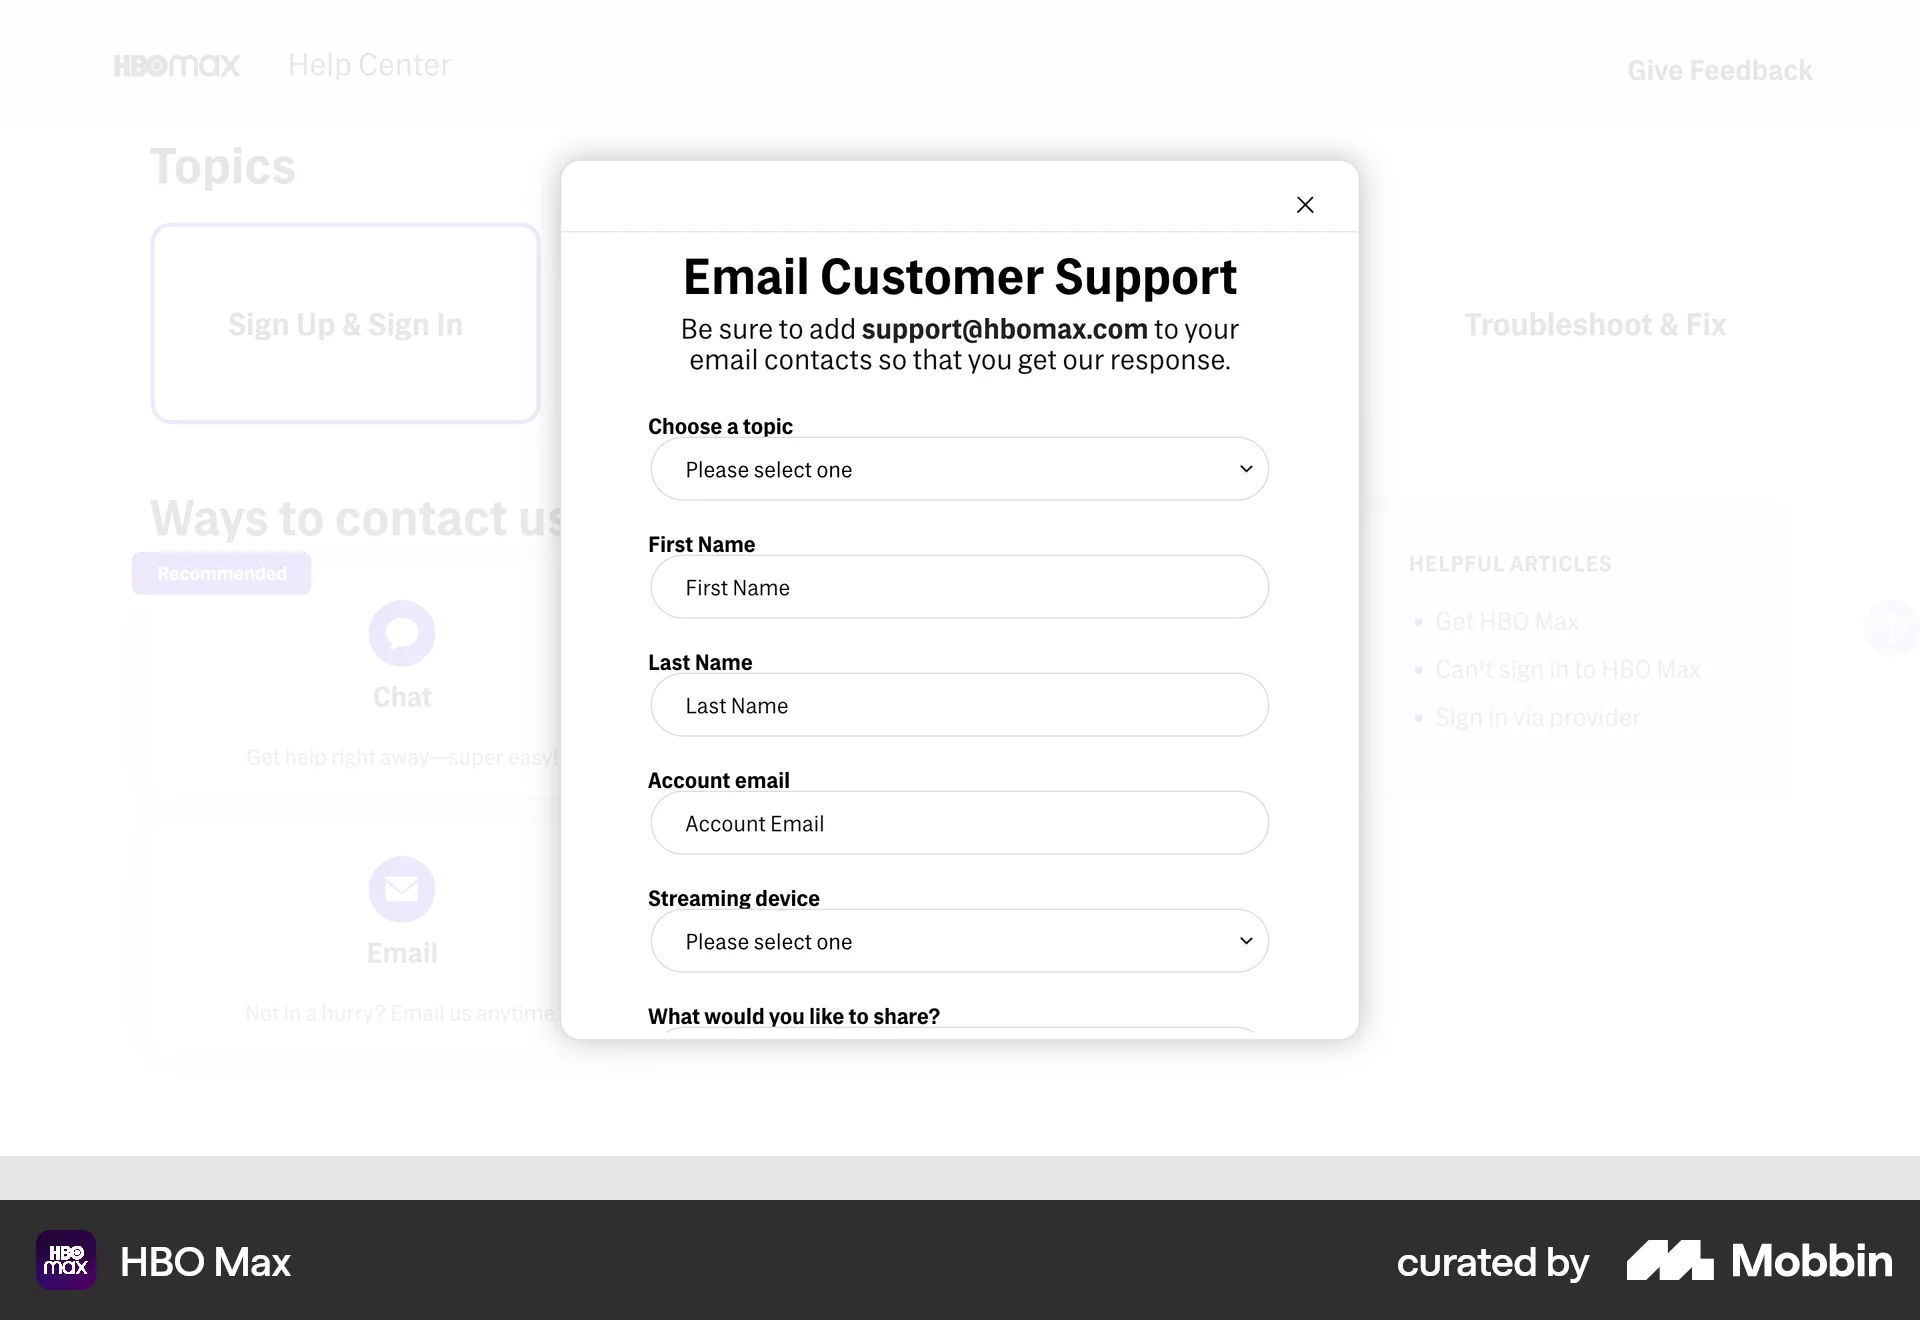 HBOmax
Help Center
Give Feedback
Topics
Sign Up & Sign In
Troubleshoot & Fix
Ways to contact us
Recommended
Chat
Get help right away—super easy!
Email
Not in a hurry? Email us anytime.
Email Customer Support
Be sure to add support@hbomax.com to your
email contacts so that you get our response.
Choose a topic
Please select one
First Name
First Name
Last Name
Last Name
Account email
Account Email
Streaming device
Please select one
What would you like to share?
HELPFUL ARTICLES
• Get HBO Max
• Can't sign in to HBO Max
• Sign in via provider
HBO
max
HBO Max
curated by
Mobbin